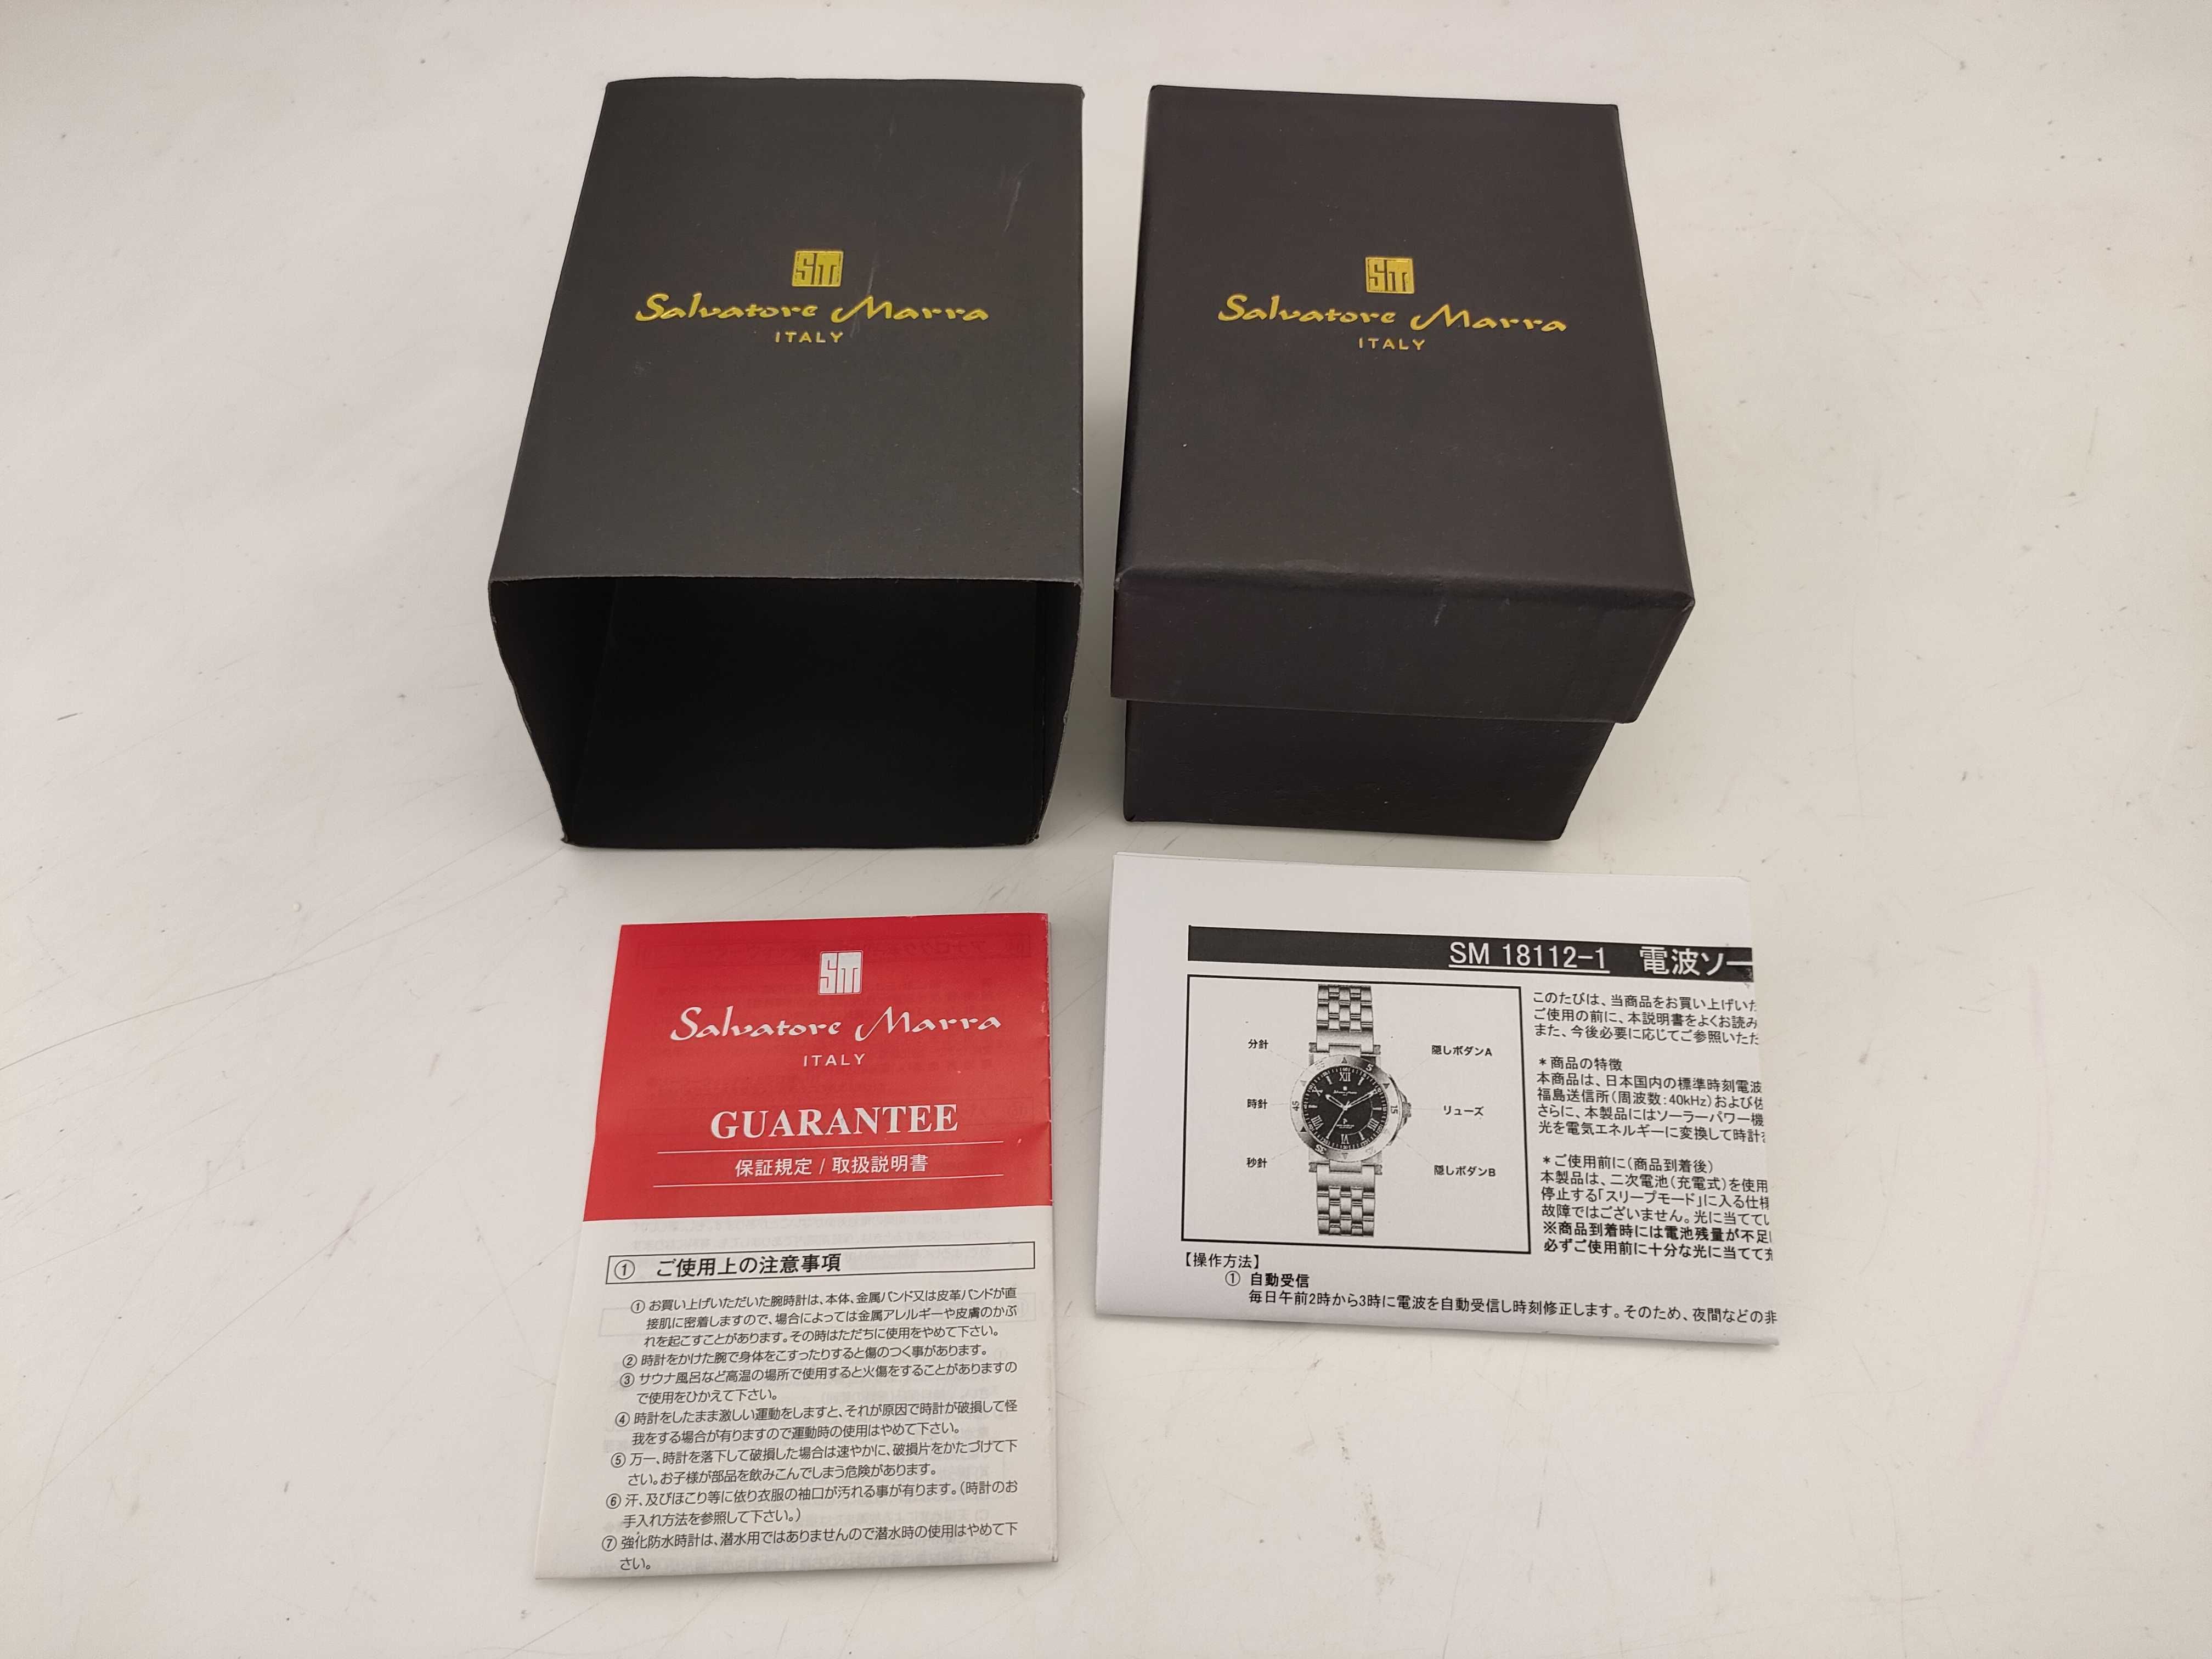 SM
Salvatore Marra
ITALY
SM
Salvatore Marra
ITALY
SM
Salvatore Marra
ITALY
GUARANTEE
保証規定 / 取扱説明書
① ご使用上の注意事項
① お買い上げいただいた腕時計は、本体、金属バンド又は皮革バンドが直
接肌に密着しますので、場合によっては金属アレルギーや皮膚のかぶ
れを起こすことがあります。その時はただちに使用をやめて下さい。
② 時計をかけた腕で身体をこすったりすると傷のつく事があります。
③ サウナ風呂など高温の場所で使用すると火傷をすることがありますの
で使用をひかえて下さい。
④ 時計をしたまま激しい運動をしますと、それが原因で時計が破損して怪
我をする場合が有りますので運動時の使用はやめて下さい。
⑤ 万一、時計を落下して破損した場合は速やかに、破損片をかたづけて下
さい。お子様が部品を飲みこんでしまう危険があります。
⑥ 汗、及びほこり等に依り衣服の袖口が汚れる事が有ります。(時計のお
手入れ方法を参照して下さい。)
⑦ 強化防水時計は、潜水用ではありませんので潜水時の使用はやめて下
さい。
SM 18112-1 電波ソー
分針
時針
秒針
隠しボタンA
リューズ
隠しボタンB
このたびは、当商品をお買い上げいた
ご使用の前に、本説明書をよくお読み
また、今後必要に応じてご参照いただ
＊商品の特徴
本商品は、日本国内の標準時刻電波
福島送信所(周波数:40kHz)および佐
さらに、本製品にはソーラーパワー機
光を電気エネルギーに変換して時計を
＊ご使用前に(商品到着後)
本製品は、二次電池(充電式)を使用
停止する「スリープモード」に入る仕様
故障ではございません。光に当ててい
※商品到着時には電池残量が不足
必ずご使用前に十分な光に当てて充
【操作方法】
① 自動受信
毎日午前2時から3時に電波を自動受信し時刻修正します。そのため、夜間などの非